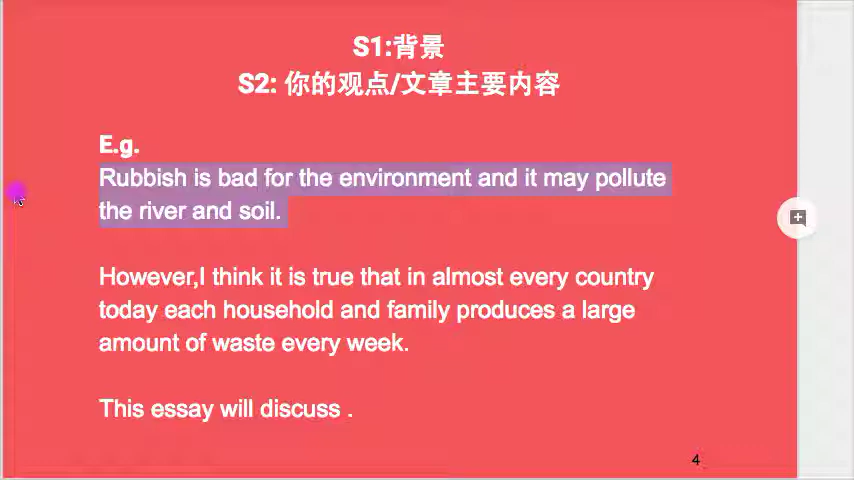 S1:背景
S2: 你的观点/文章主要内容
E.g.
Rubbish is bad for the environment and it may pollute
the river and soil.
However,I think it is true that in almost every country
today each household and family produces a large
amount of waste every week.
This essay will discuss .
4